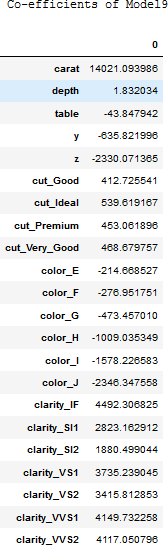 Co-efficients of Model9
0
carat 14021.093986
depth 1.832034
table -43.847942
y -635.821996
z -2330.071365
cut_Good 412.725541
cut_Ideal 539.619167
cut_Premium 453.061896
cut_Very_Good 468.679757
color_E -214.668527
color_F -276.951751
color_G -473.457010
color_H -1009.035349
color_I -1578.226583
color_J -2346.347558
clarity_IF 4492.306825
clarity_SI1 2823.162912
clarity_SI2 1880.499044
clarity_VS1 3735.239045
clarity_VS2 3415.812853
clarity_VVS1 4149.732258
clarity_VVS2 4117.050796